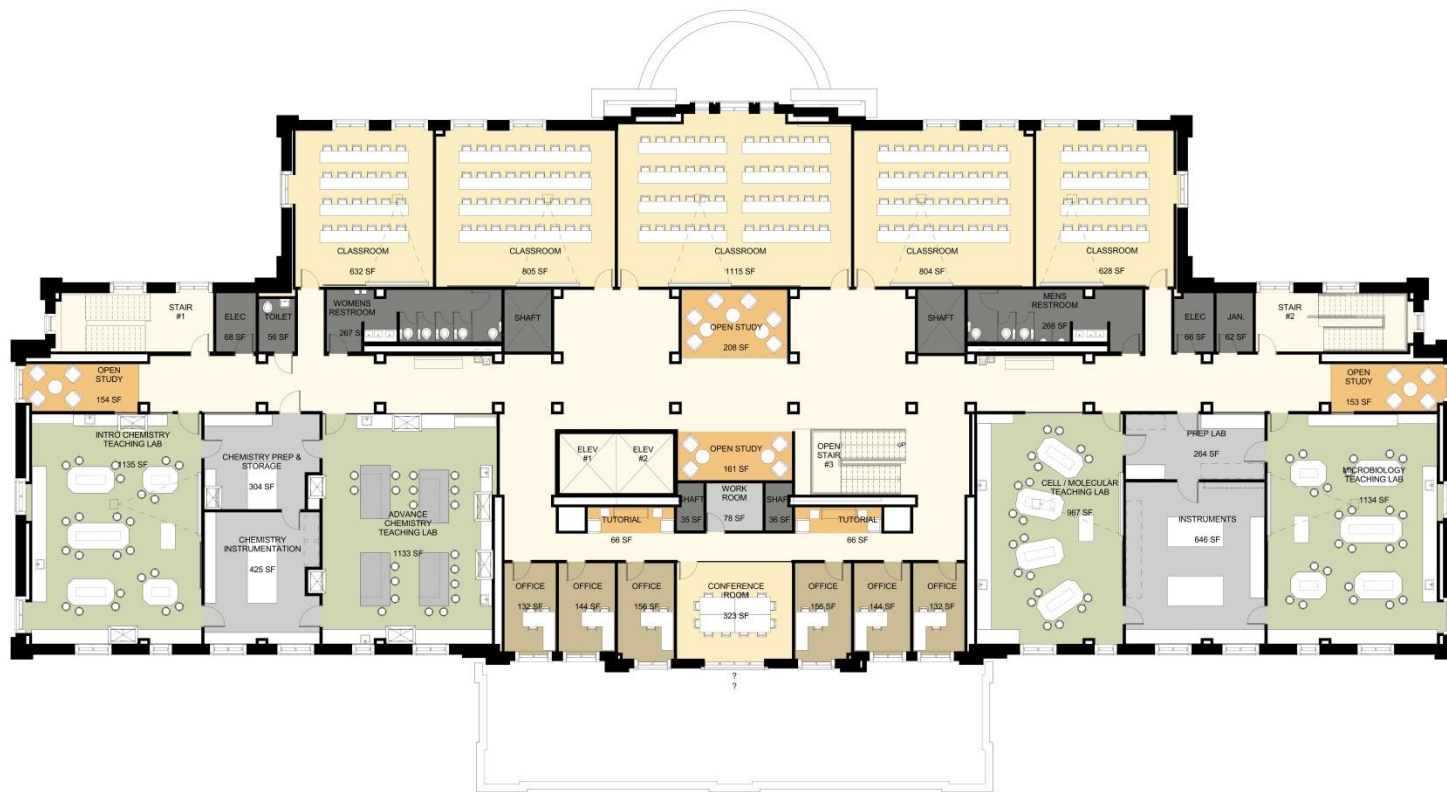 CLASSROOM
632 SF
CLASSROOM
805 SF
CLASSROOM
1115 SF
CLASSROOM
804 SF
CLASSROOM
628 SF
STAIR
#1
ELEC
68 SF
TOILET
56 SF
WOMENS
RESTROOM
267 SF
SHAFT
OPEN STUDY
208 SF
SHAFT
MENS
RESTROOM
268 SF
ELEC
66 SF
JAN.
62 SF
STAIR
#2
OPEN
STUDY
154 SF
OPEN
STUDY
153 SF
INTRO CHEMISTRY
TEACHING LAB
1135 SF
CHEMISTRY PREP &
STORAGE
304 SF
CHEMISTRY
INSTRUMENTATION
425 SF
ADVANCE
CHEMISTRY
TEACHING LAB
1133 SF
ELEV
#1
ELEV
#2
OPEN STUDY
161 SF
OPEN
STAIR
#3
UP
SHAFT
35 SF
WORK
ROOM
78 SF
SHAFT
36 SF
TUTORIAL
66 SF
TUTORIAL
66 SF
CELL / MOLECULAR
TEACHING LAB
967 SF
PREP LAB
264 SF
INSTRUMENTS
646 SF
MICROBIOLOGY
TEACHING LAB
1134 SF
OFFICE
132 SF
OFFICE
144 SF
OFFICE
156 SF
CONFERENCE
ROOM
323 SF
OFFICE
156 SF
OFFICE
144 SF
OFFICE
132 SF
?
?